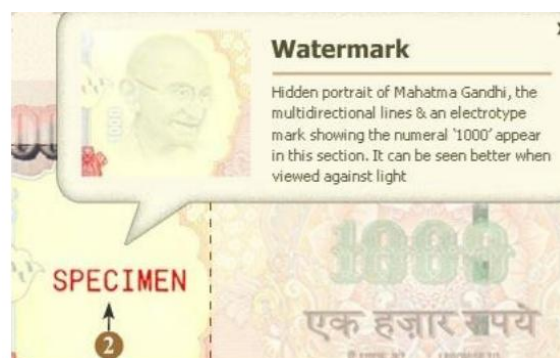 Watermark
Hidden portrait of Mahatma Gandhi, the
multidirectional lines & an electrotype
mark showing the numeral '1000' appear
in this section. It can be seen better when
viewed against light
1000
SPECIMEN
1000
एक हज़ार रुपये
2